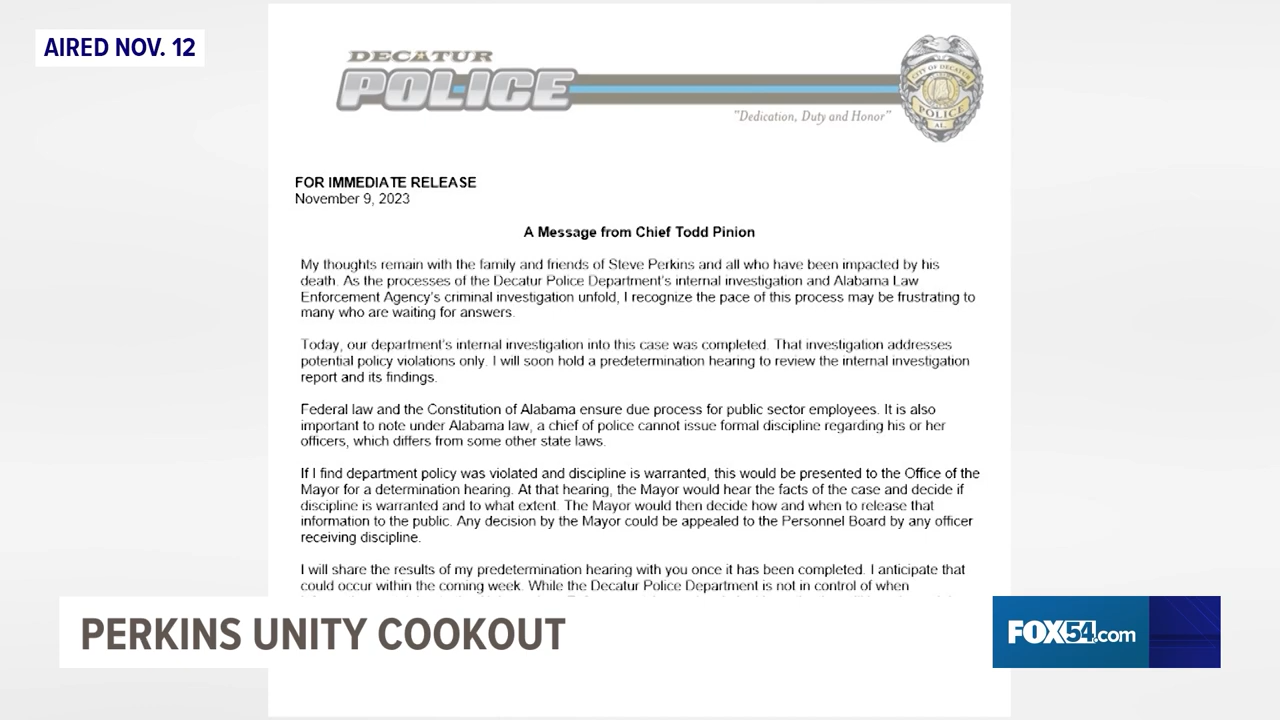 AIRED NOV. 12
DECATUR
POLICE
"Dedication, Duty and Honor"
CITY OF DECATUR
POLICE
AL.
FOR IMMEDIATE RELEASE
November 9, 2023
A Message from Chief Todd Pinion
My thoughts remain with the family and friends of Steve Perkins and all who have been impacted by his
death. As the processes of the Decatur Police Department's internal investigation and Alabama Law
Enforcement Agency's criminal investigation unfold, I recognize the pace of this process may be frustrating to
many who are waiting for answers.
Today, our department's internal investigation into this case was completed. That investigation addresses
potential policy violations only. I will soon hold a predetermination hearing to review the internal investigation
report and its findings.
Federal law and the Constitution of Alabama ensure due process for public sector employees. It is also
important to note under Alabama law, a chief of police cannot issue formal discipline regarding his or her
officers, which differs from some other state laws.
If I find department policy was violated and discipline is warranted, this would be presented to the Office of the
Mayor for a determination hearing. At that hearing, the Mayor would hear the facts of the case and decide if
discipline is warranted and to what extent. The Mayor would then decide how and when to release that
information to the public. Any decision by the Mayor could be appealed to the Personnel Board by any officer
receiving discipline.
I will share the results of my predetermination hearing with you once it has been completed. I anticipate that
could occur within the coming week. While the Decatur Police Department is not in control of when
PERKINS UNITY COOKOUT
FOX54.com